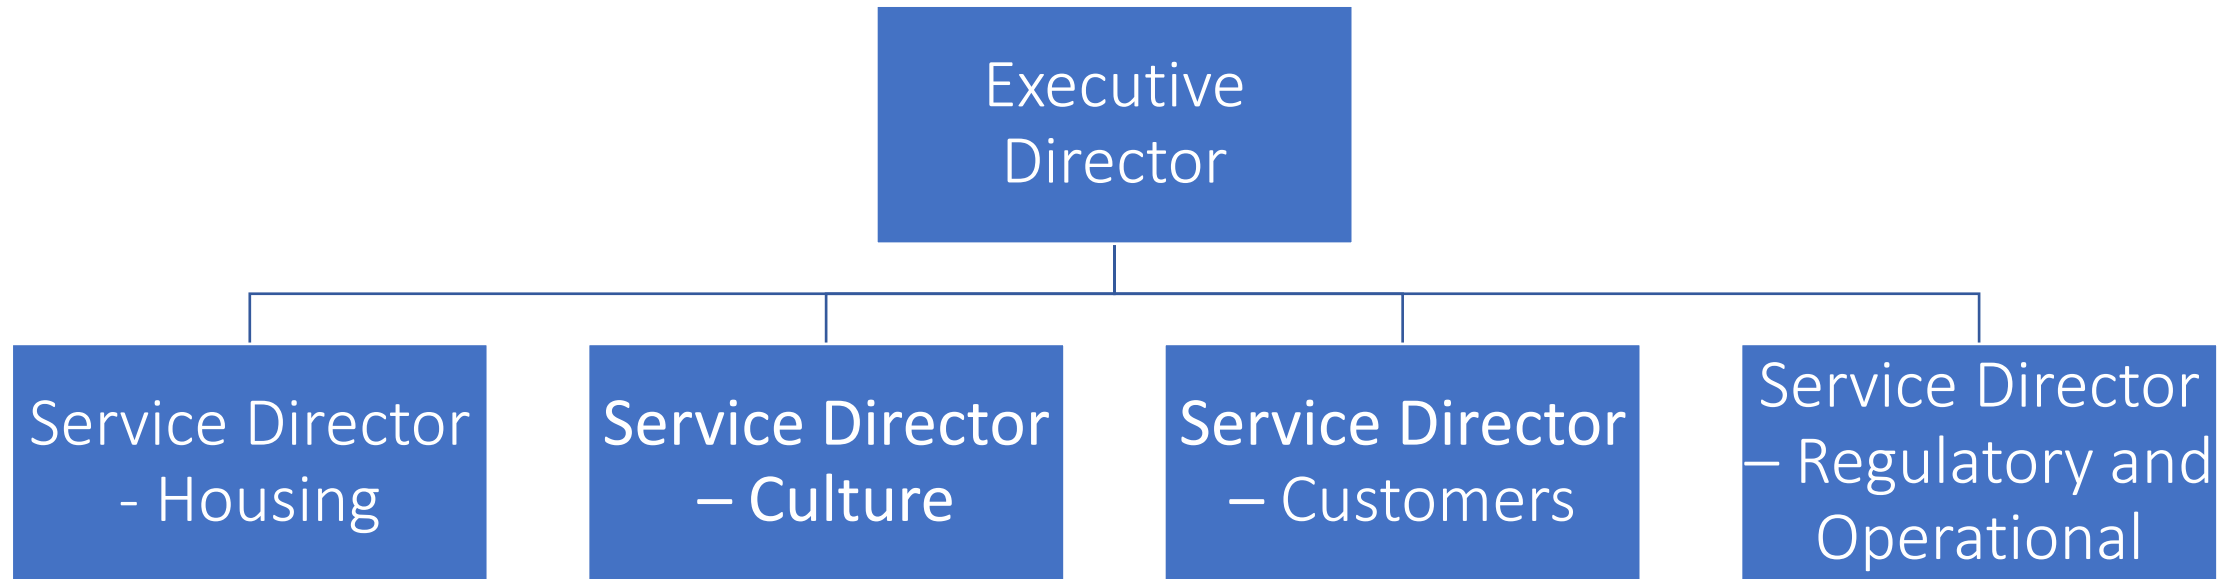 Executive
Director
Service Director
- Housing
Service Director
– Culture
Service Director
– Customers
Service Director
– Regulatory and
Operational